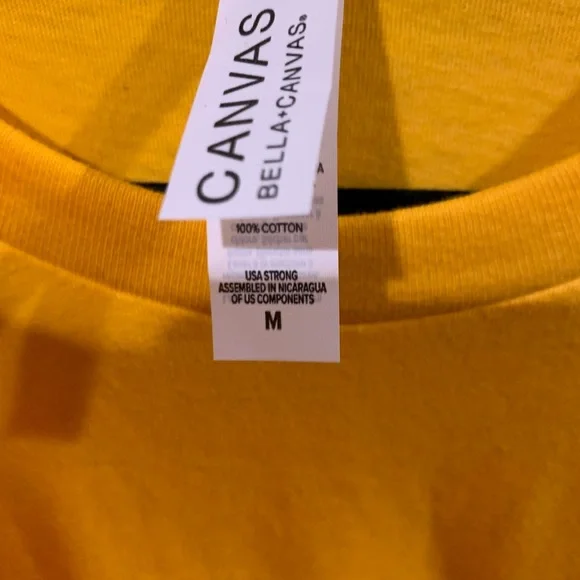 CANVAS
BELLA+CANVAS®
A
100% COTTON
USA STRONG
ASSEMBLED IN NICARAGUA
OF US COMPONENTS
M